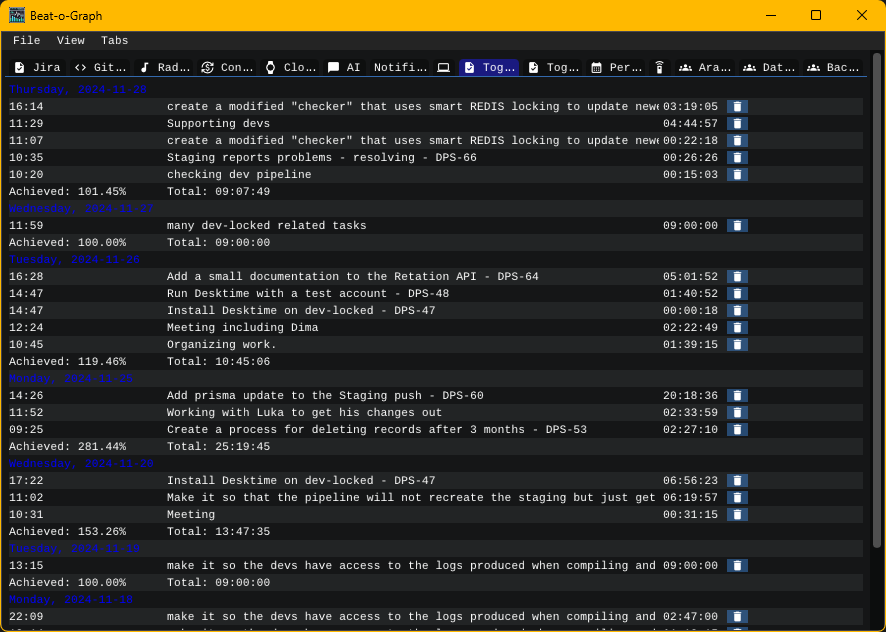 Beat-o-Graph
File View Tabs
Jira Git... Rad... Con... Clo... AI Notifi... Tog... Tog... Per... Ara... Dat... Bac...
Thursday, 2024-11-28
16:14 create a modified "checker" that uses smart REDIS locking to update newe 03:19:05
11:29 Supporting devs 04:44:57
11:07 create a modified "checker" that uses smart REDIS locking to update newe 00:22:18
10:35 Staging reports problems - resolving - DPS-66 00:26:26
10:20 checking dev pipeline 00:15:03
Achieved: 101.45% Total: 09:07:49
Wednesday, 2024-11-27
11:59 many dev-locked related tasks 09:00:00
Achieved: 100.00% Total: 09:00:00
Tuesday, 2024-11-26
16:28 Add a small documentation to the Retation API - DPS-64 05:01:52
14:47 Run Desktime with a test account - DPS-48 01:40:52
14:47 Install Desktime on dev-locked - DPS-47 00:00:18
12:24 Meeting including Dima 02:22:49
10:45 Organizing work. 01:39:15
Achieved: 119.46% Total: 10:45:06
Monday, 2024-11-25
14:26 Add prisma update to the Staging push - DPS-60 20:18:36
11:52 Working with Luka to get his changes out 02:33:59
09:25 Create a process for deleting records after 3 months - DPS-53 02:27:10
Achieved: 281.44% Total: 25:19:45
Wednesday, 2024-11-20
17:22 Install Desktime on dev-locked - DPS-47 06:56:23
11:02 Make it so that the pipeline will not recreate the staging but just get 06:19:57
10:31 Meeting 00:31:15
Achieved: 153.26% Total: 13:47:35
Tuesday, 2024-11-19
13:15 make it so the devs have access to the logs produced when compiling and 09:00:00
Achieved: 100.00% Total: 09:00:00
Monday, 2024-11-18
22:09 make it so the devs have access to the logs produced when compiling and 02:47:00